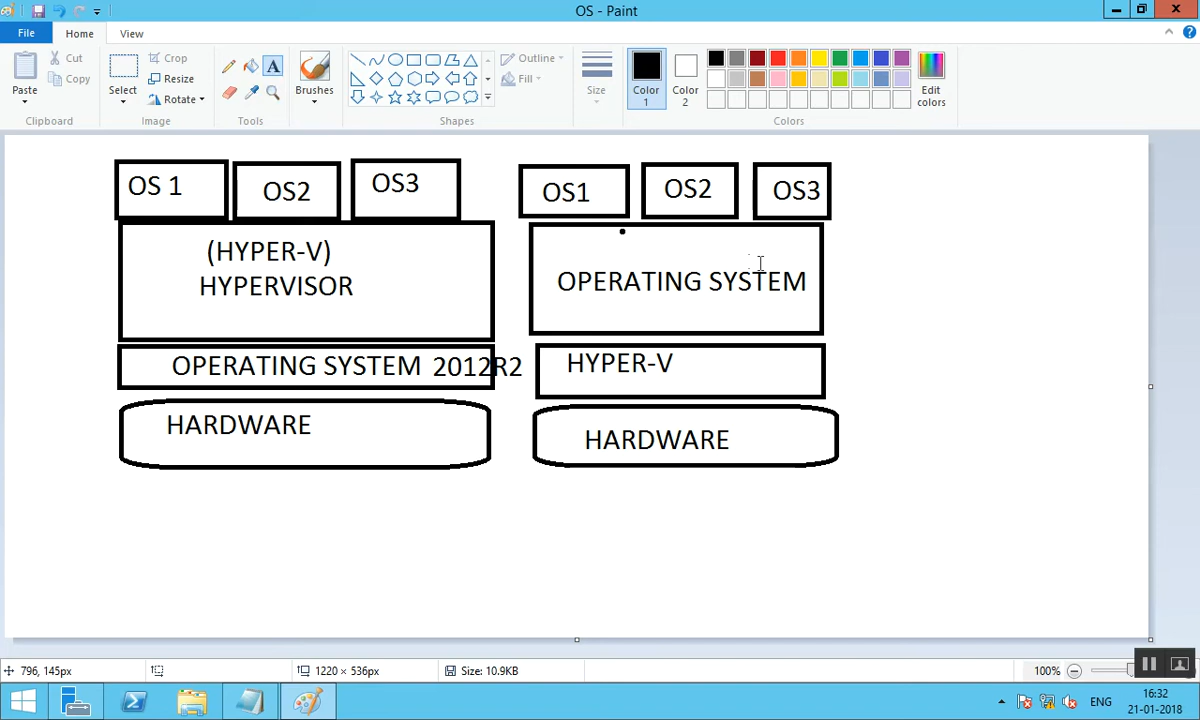 OS - Paint
File
Home
View
Paste
Cut
Copy
Clipboard
Select
Crop
Resize
Rotate
Image
A
Tools
Brushes
Outline
Fill
Shapes
Size
Color 1
Color 2
Edit colors
Colors
OS 1
OS2
OS3
(HYPER-V)
HYPERVISOR
OPERATING SYSTEM 2012R2
HARDWARE
OS1
OS2
OS3
OPERATING SYSTEM
HYPER-V
HARDWARE
796, 145px
1220 × 536px
Size: 10.9KB
100%
ENG
16:32
21-01-2018